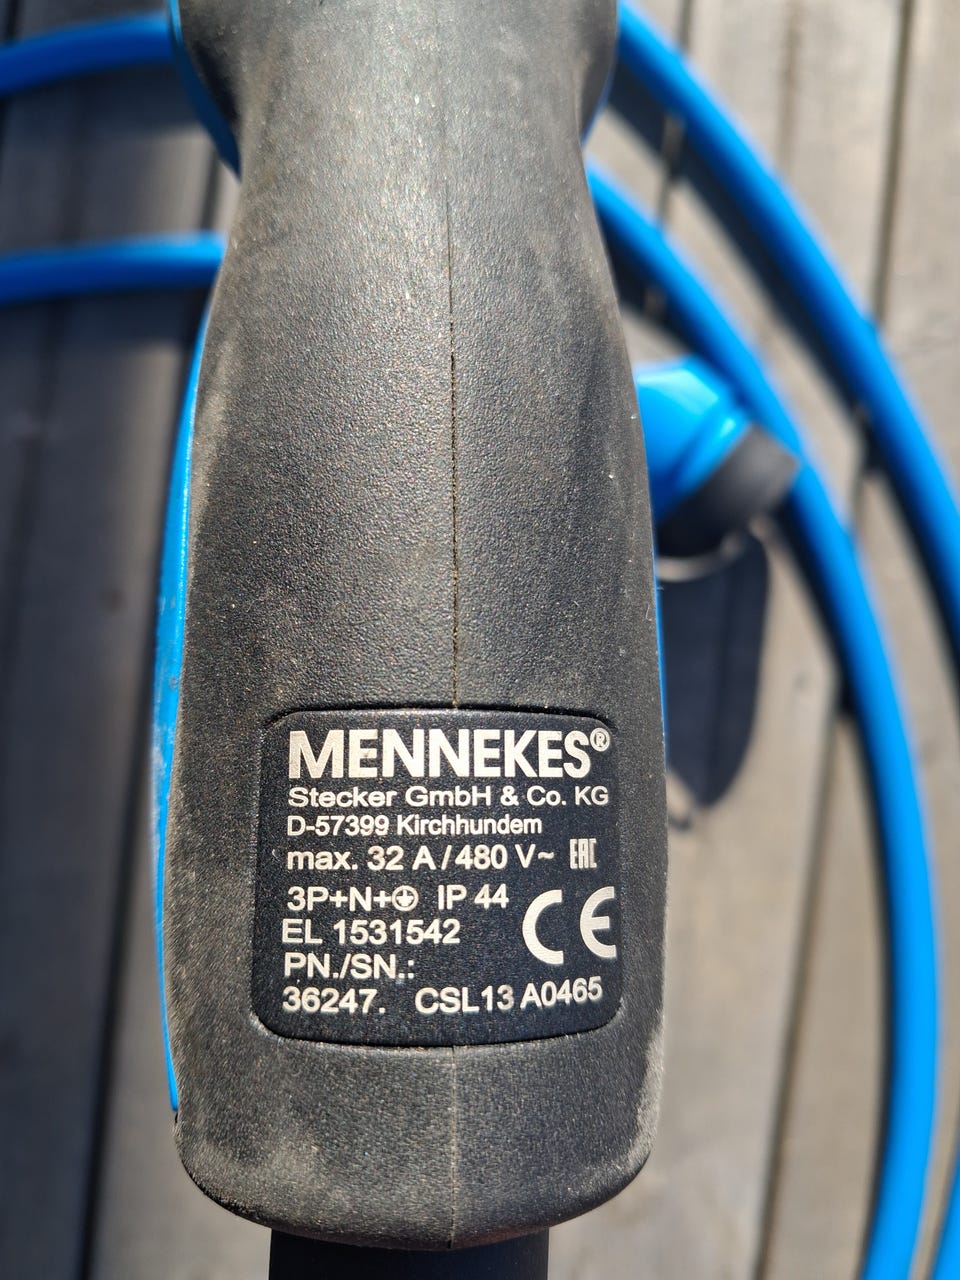 MENNEKES®
Stecker GmbH & Co. KG
D-57399 Kirchhundem
max. 32 A / 480 V~ EAC
3P+N+⏚ IP 44
CE
EL 1531542
PN./SN.:
36247. CSL13 A0465